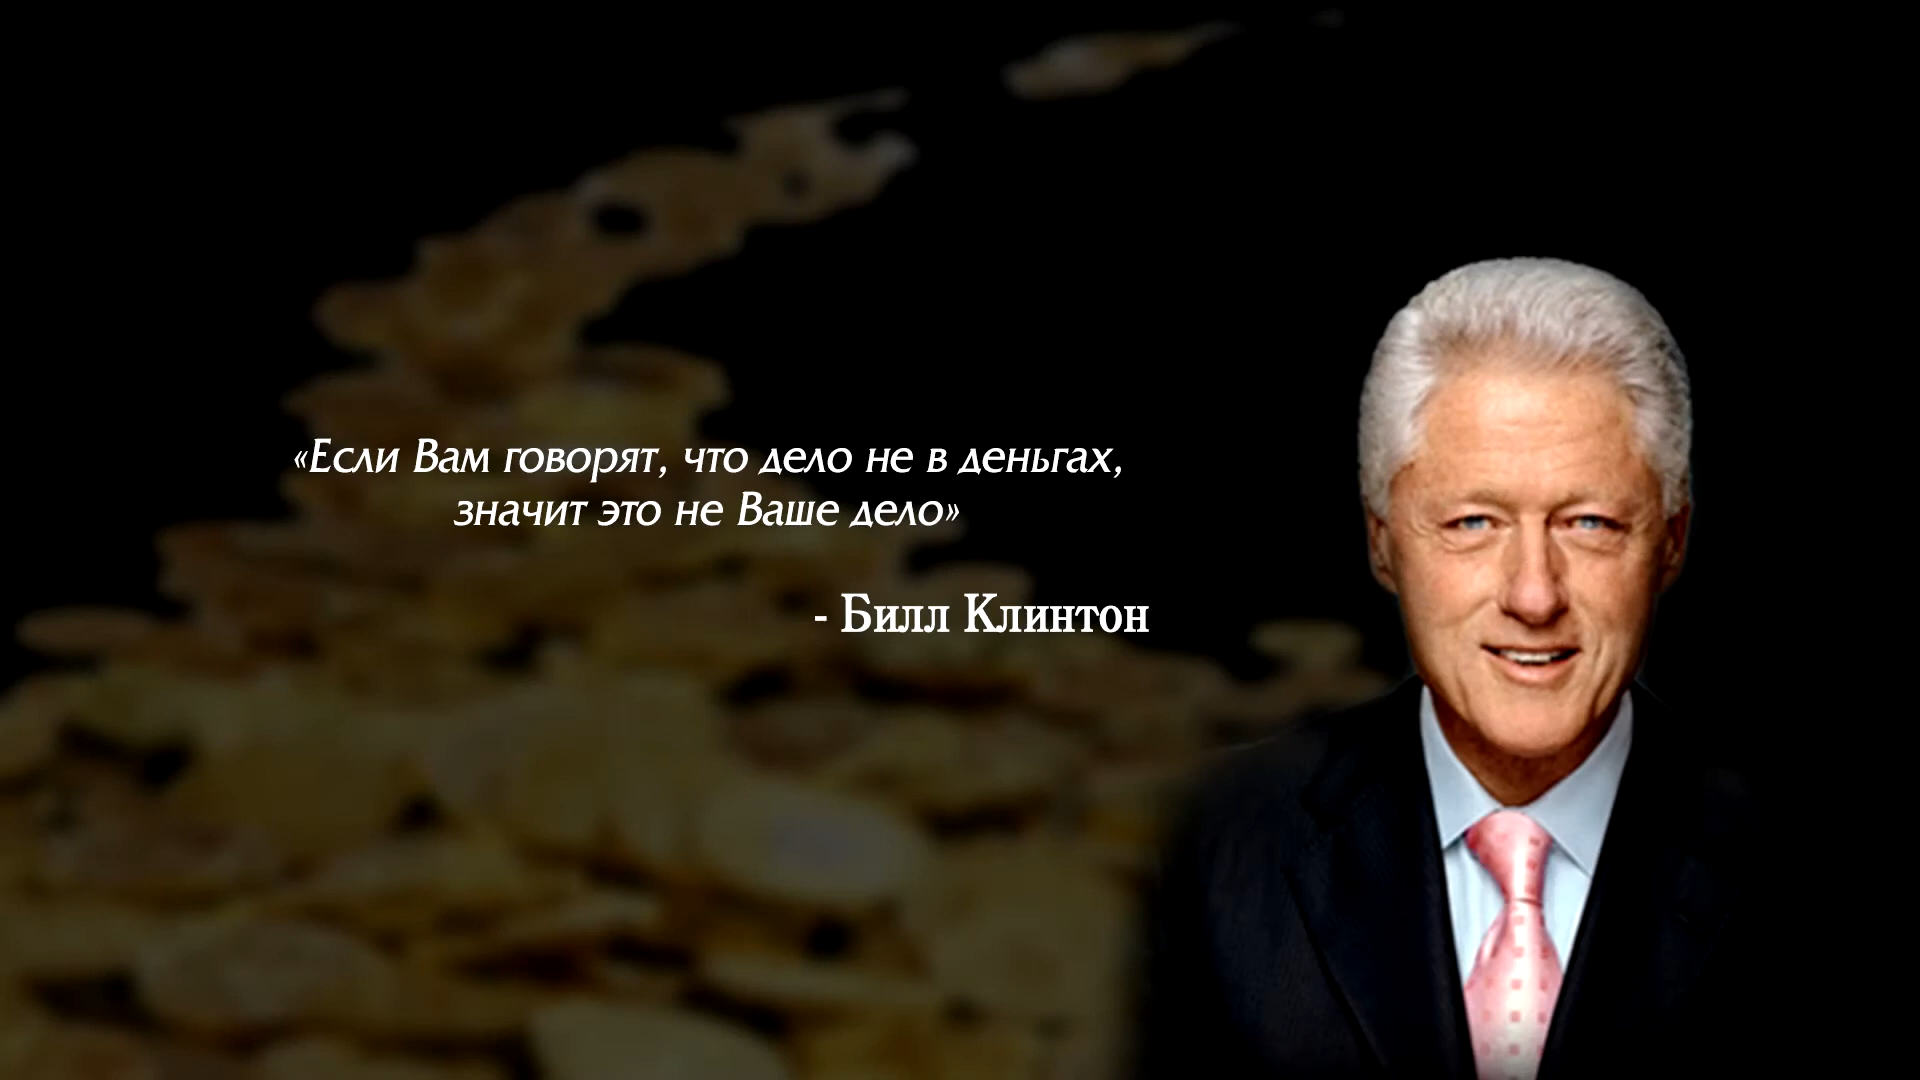 «Если Вам говорят, что дело не в деньгах,
значит это не Ваше дело»
- Билл Клинтон